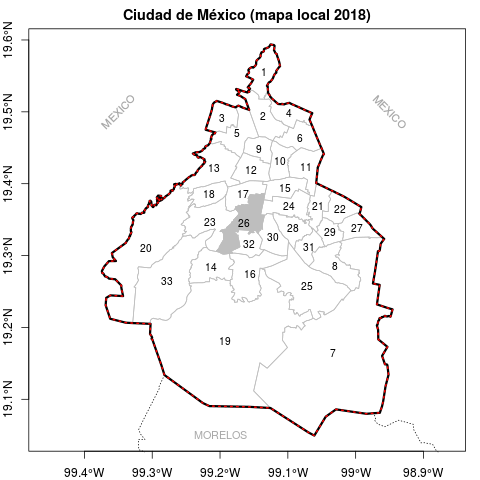 Ciudad de México (mapa local 2018)
19.6°N
19.5°N
19.4°N
19.3°N
19.2°N
19.1°N
MEXICO
MEXICO
1
2
4
3
5
6
9
10
11
12
13
15
17
18
24
21
22
23
26
28
29
27
30
32
31
20
14
16
8
33
25
19
7
MORELOS
99.4°W
99.3°W
99.2°W
99.1°W
99°W
98.9°W